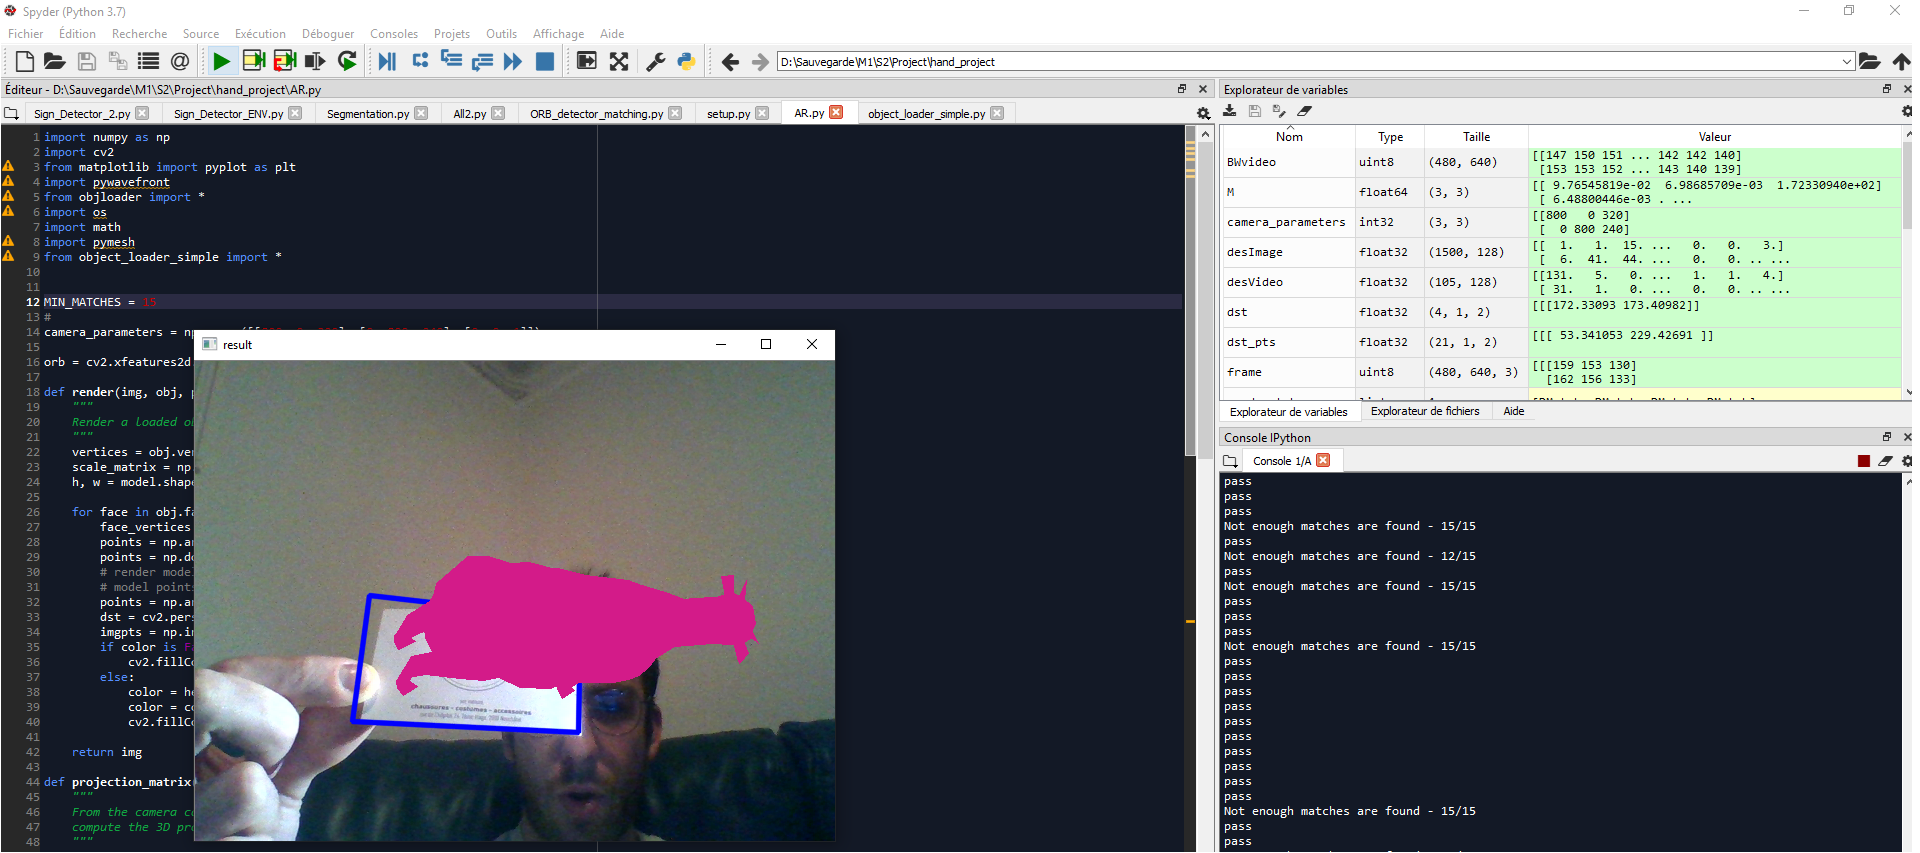 Spyder (Python 3.7)
Fichier Édition Recherche Source Exécution Déboguer Consoles Projets Outils Affichage Aide
D:\Sauvegarde\M1\S2\Project\hand_project
Éditeur - D:\Sauvegarde\M1\S2\Project\hand_project\AR.py
Sign_Detector_2.py Sign_Detector_ENV.py Segmentation.py All2.py ORB_detector_matching.py setup.py AR.py object_loader_simple.py
1 import numpy as np
2 import cv2
3 from matplotlib import pyplot as plt
4 import pywavefront
5 from objloader import *
6 import os
7 import math
8 import pymesh
9 from object_loader_simple import *
10
11
12 MIN_MATCHES = 15
13 #
14 camera_parameters = np
15
16 orb = cv2.xfeatures2d
17
18 def render(img, obj, p
19 """
20 Render a loaded ob
21 """
22 vertices = obj.ver
23 scale_matrix = np
24 h, w = model.shape
25
26 for face in obj.fa
27 face_vertices
28 points = np.ar
29 points = np.do
30 # render model
31 # model points
32 points = np.ar
33 dst = cv2.pers
34 imgpts = np.in
35 if color is Fa
36 cv2.fillCo
37 else:
38 color = he
39 color = co
40 cv2.fillCo
41
42 return img
43
44 def projection_matrix(
45 """
46 From the camera ca
47 compute the 3D pro
48 """
result
chaussures - costumes - accessoires
Explorateur de variables
Nom Type Taille Valeur
BWvideo uint8 (480, 640) [[147 150 151 ... 142 142 140]
[153 153 152 ... 143 140 139]
M float64 (3, 3) [[ 9.76545819e-02 6.98685709e-03 1.72330940e+02]
[ 6.48800446e-03 . ...
camera_parameters int32 (3, 3) [[800 0 320]
[ 0 800 240]
desImage float32 (1500, 128) [[ 1. 1. 15. ... 0. 0. 3.]
[ 6. 41. 44. ... 0. 0. .. ...
desVideo float32 (105, 128) [[131. 5. 0. ... 1. 1. 4.]
[ 31. 1. 0. ... 0. 0. .. ...
dst float32 (4, 1, 2) [[[172.33093 173.40982]]
dst_pts float32 (21, 1, 2) [[[ 53.341053 229.42691 ]]
frame uint8 (480, 640, 3) [[[159 153 130]
[162 156 133]
Explorateur de variables Explorateur de fichiers Aide
Console IPython
Console 1/A
pass
pass
pass
Not enough matches are found - 15/15
pass
Not enough matches are found - 12/15
pass
Not enough matches are found - 15/15
pass
pass
pass
Not enough matches are found - 15/15
pass
pass
pass
pass
pass
pass
pass
pass
pass
pass
Not enough matches are found - 15/15
pass
pass